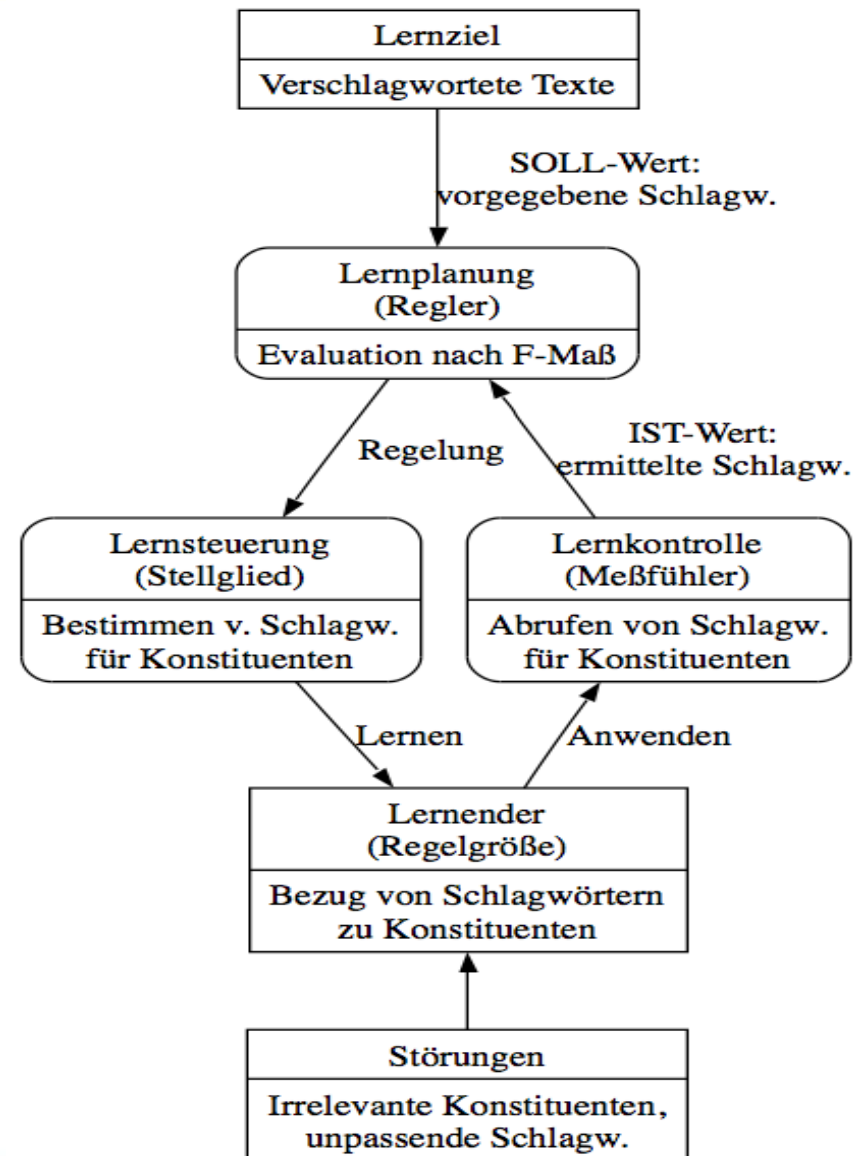 Lernziel
Verschlagwortete Texte
SOLL-Wert:
vorgegebene Schlagw.
Lernplanung
(Regler)
Evaluation nach F-Maß
Regelung
IST-Wert:
ermittelte Schlagw.
Lernsteuerung
(Stellglied)
Bestimmen v. Schlagw.
für Konstituenten
Lernkontrolle
(Meßfühler)
Abrufen von Schlagw.
für Konstituenten
Lernen
Anwenden
Lernender
(Regelgröße)
Bezug von Schlagwörtern
zu Konstituenten
Störungen
Irrelevante Konstituenten,
unpassende Schlagw.